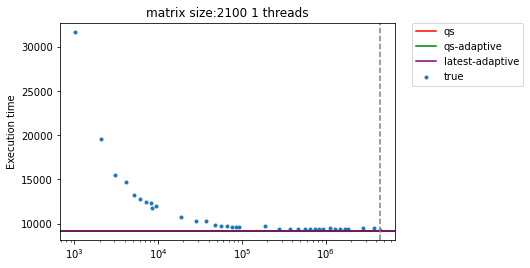 matrix size:2100 1 threads
Execution time
30000
25000
20000
15000
10000
10³
10⁴
10⁵
10⁶
qs
qs-adaptive
latest-adaptive
true